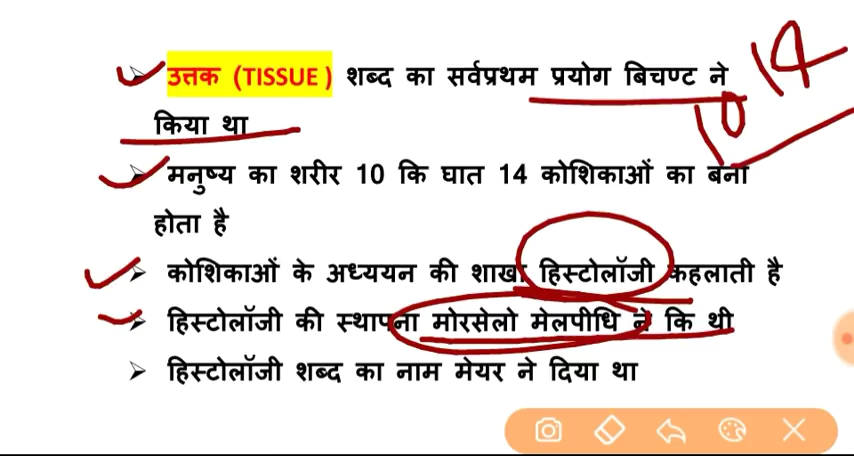 ➢ उत्तक (TISSUE) शब्द का सर्वप्रथम प्रयोग बिचण्ट ने
किया था
➢ मनुष्य का शरीर 10 कि घात 14 कोशिकाओं का बना
होता है
➢ कोशिकाओं के अध्ययन की शाखा हिस्टोलॉजी कहलाती है
➢ हिस्टोलॉजी की स्थापना मोरसेलो मेलपीधि ने कि थी
➢ हिस्टोलॉजी शब्द का नाम मेयर ने दिया था
10 14